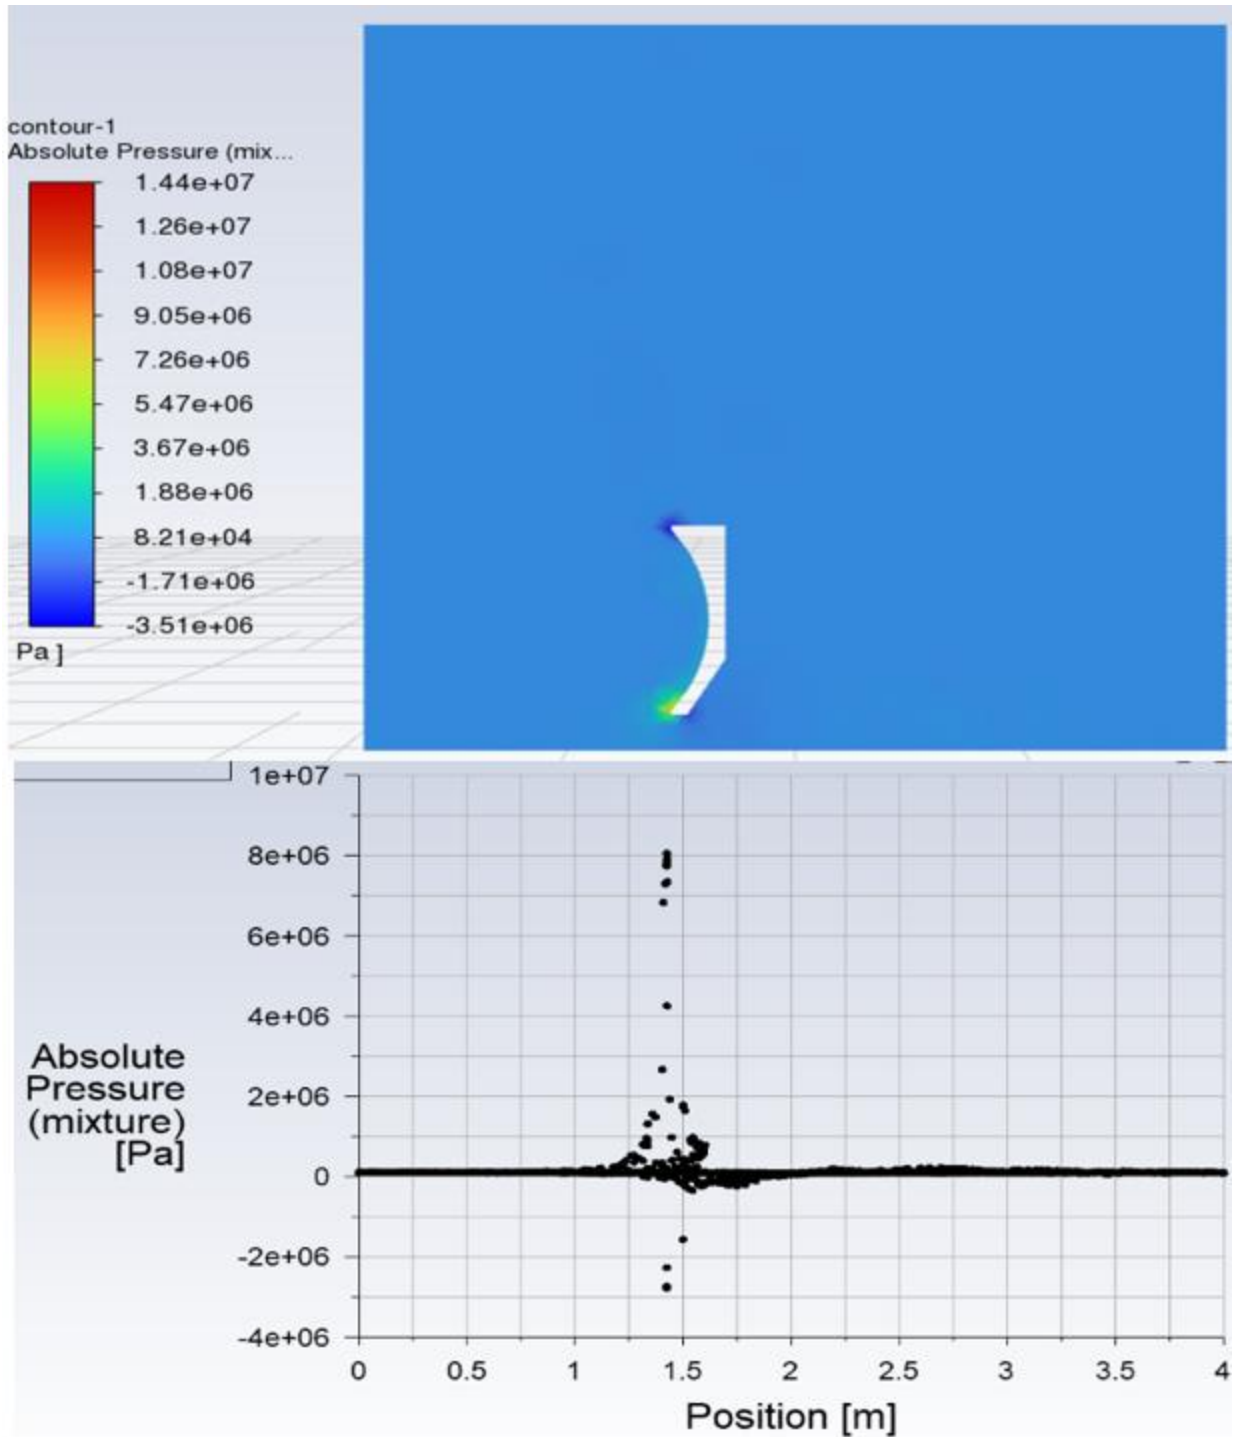 contour-1
Absolute Pressure (mix...
1.44e+07
1.26e+07
1.08e+07
9.05e+06
7.26e+06
5.47e+06
3.67e+06
1.88e+06
8.21e+04
-1.71e+06
-3.51e+06
Pa ]
1e+07
8e+06
6e+06
4e+06
2e+06
0
-2e+06
-4e+06
Absolute
Pressure
(mixture)
[Pa]
0 0.5 1 1.5 2 2.5 3 3.5 4
Position [m]